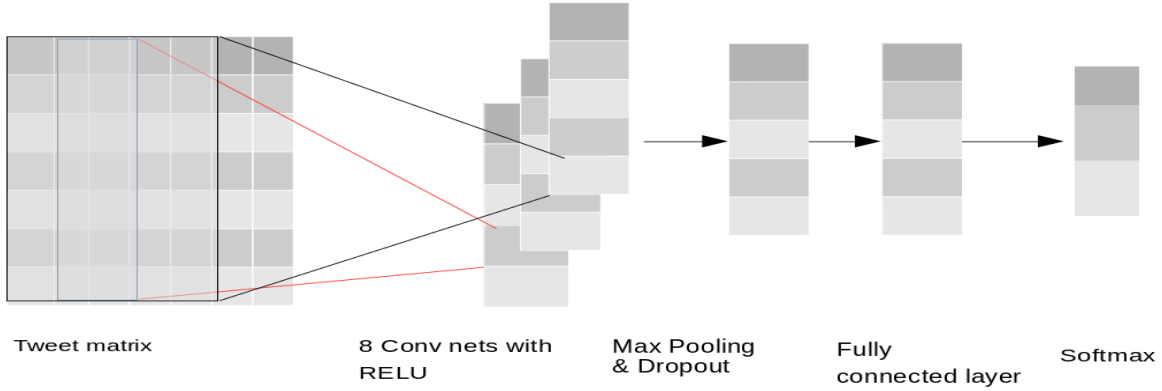 Tweet matrix
8 Conv nets with
RELU
Max Pooling
& Dropout
Fully
connected layer
Softmax